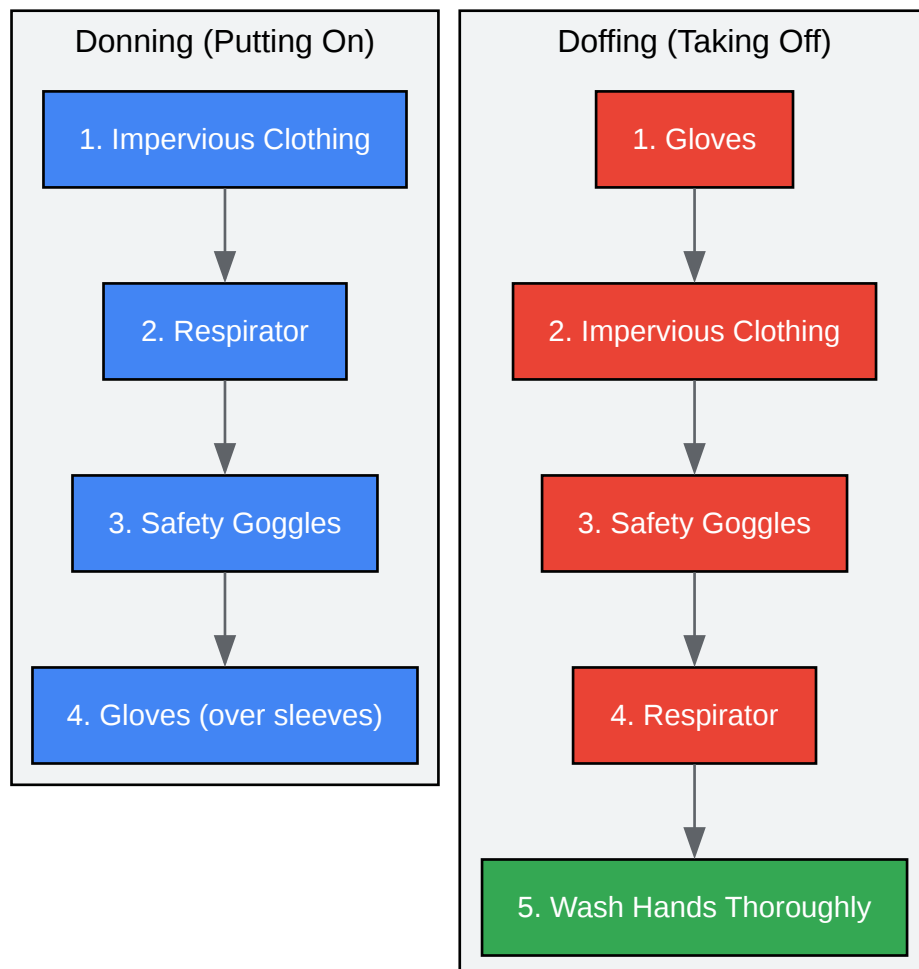 Donning (Putting On)
1. Impervious Clothing
2. Respirator
3. Safety Goggles
4. Gloves (over sleeves)
Doffing (Taking Off)
1. Gloves
2. Impervious Clothing
3. Safety Goggles
4. Respirator
5. Wash Hands Thoroughly